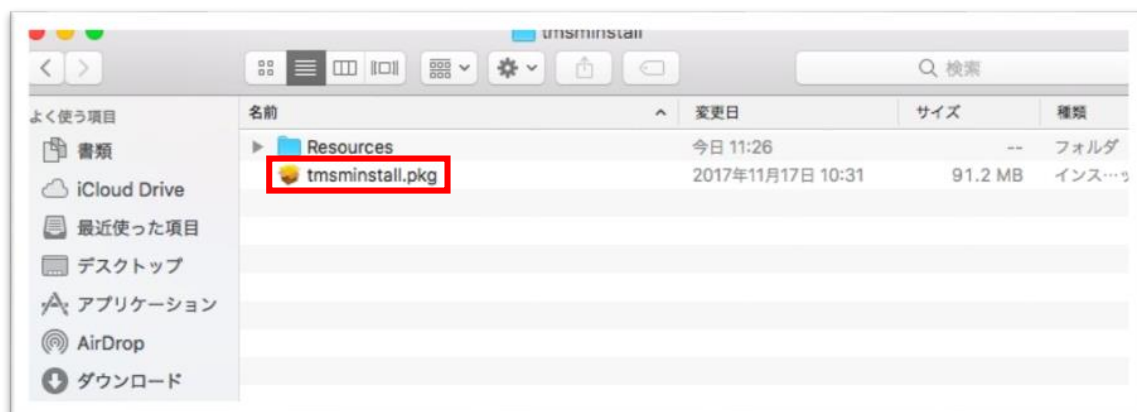 tmsminstall
検索
よく使う項目
書類
iCloud Drive
最近使った項目
デスクトップ
アプリケーション
AirDrop
ダウンロード
名前 変更日 サイズ 種類
Resources 今日 11:26 -- フォルダ
tmsminstall.pkg 2017年11月17日 10:31 91.2 MB インス…ッ